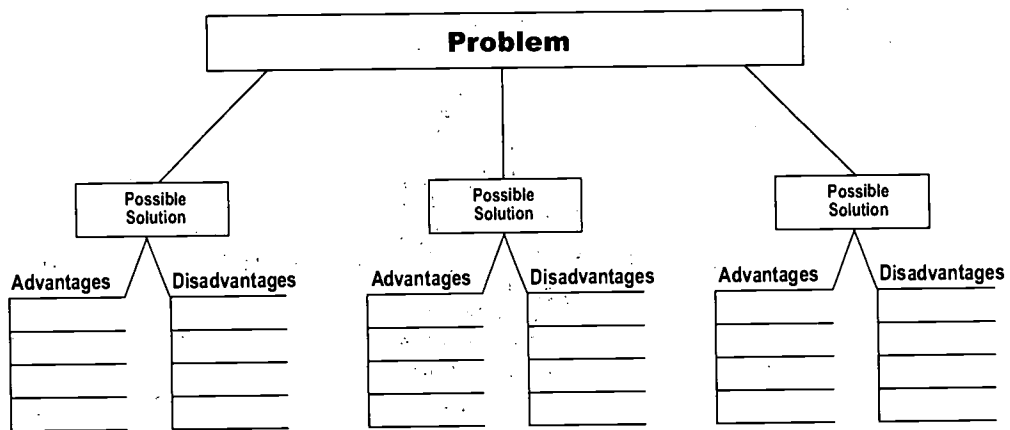 Problem
Possible
Solution
Possible
Solution
Possible
Solution
Advantages
Disadvantages
Advantages
Disadvantages
Advantages
Disadvantages